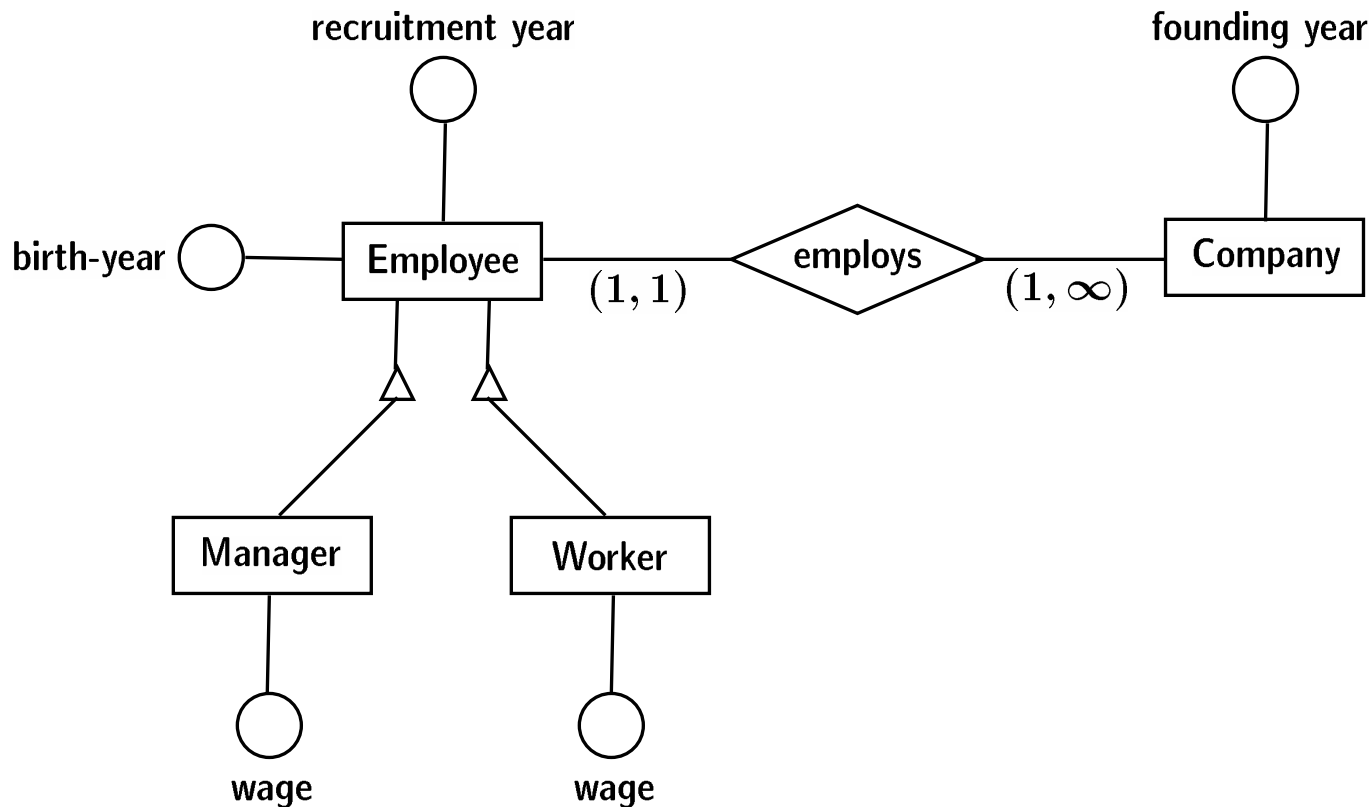 recruitment year
founding year
birth-year
Employee
employs
Company
(1, 1)
(1, ∞)
Manager
Worker
wage
wage